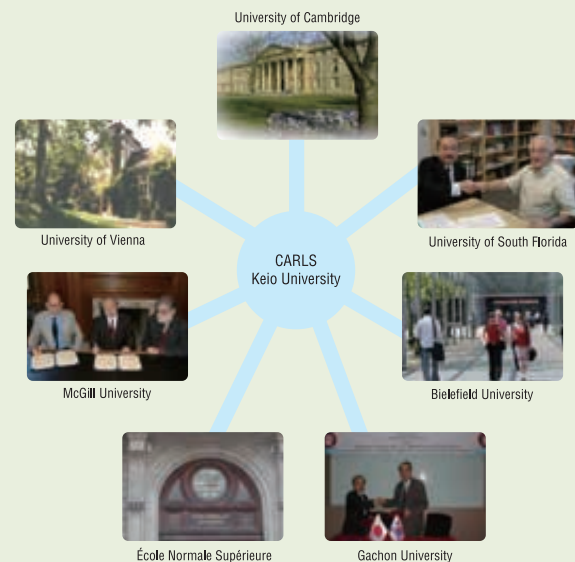 University of Cambridge
University of Vienna
University of South Florida
CARLS
Keio University
McGill University
Bielefield University
École Normale Supérieure
Gachon University